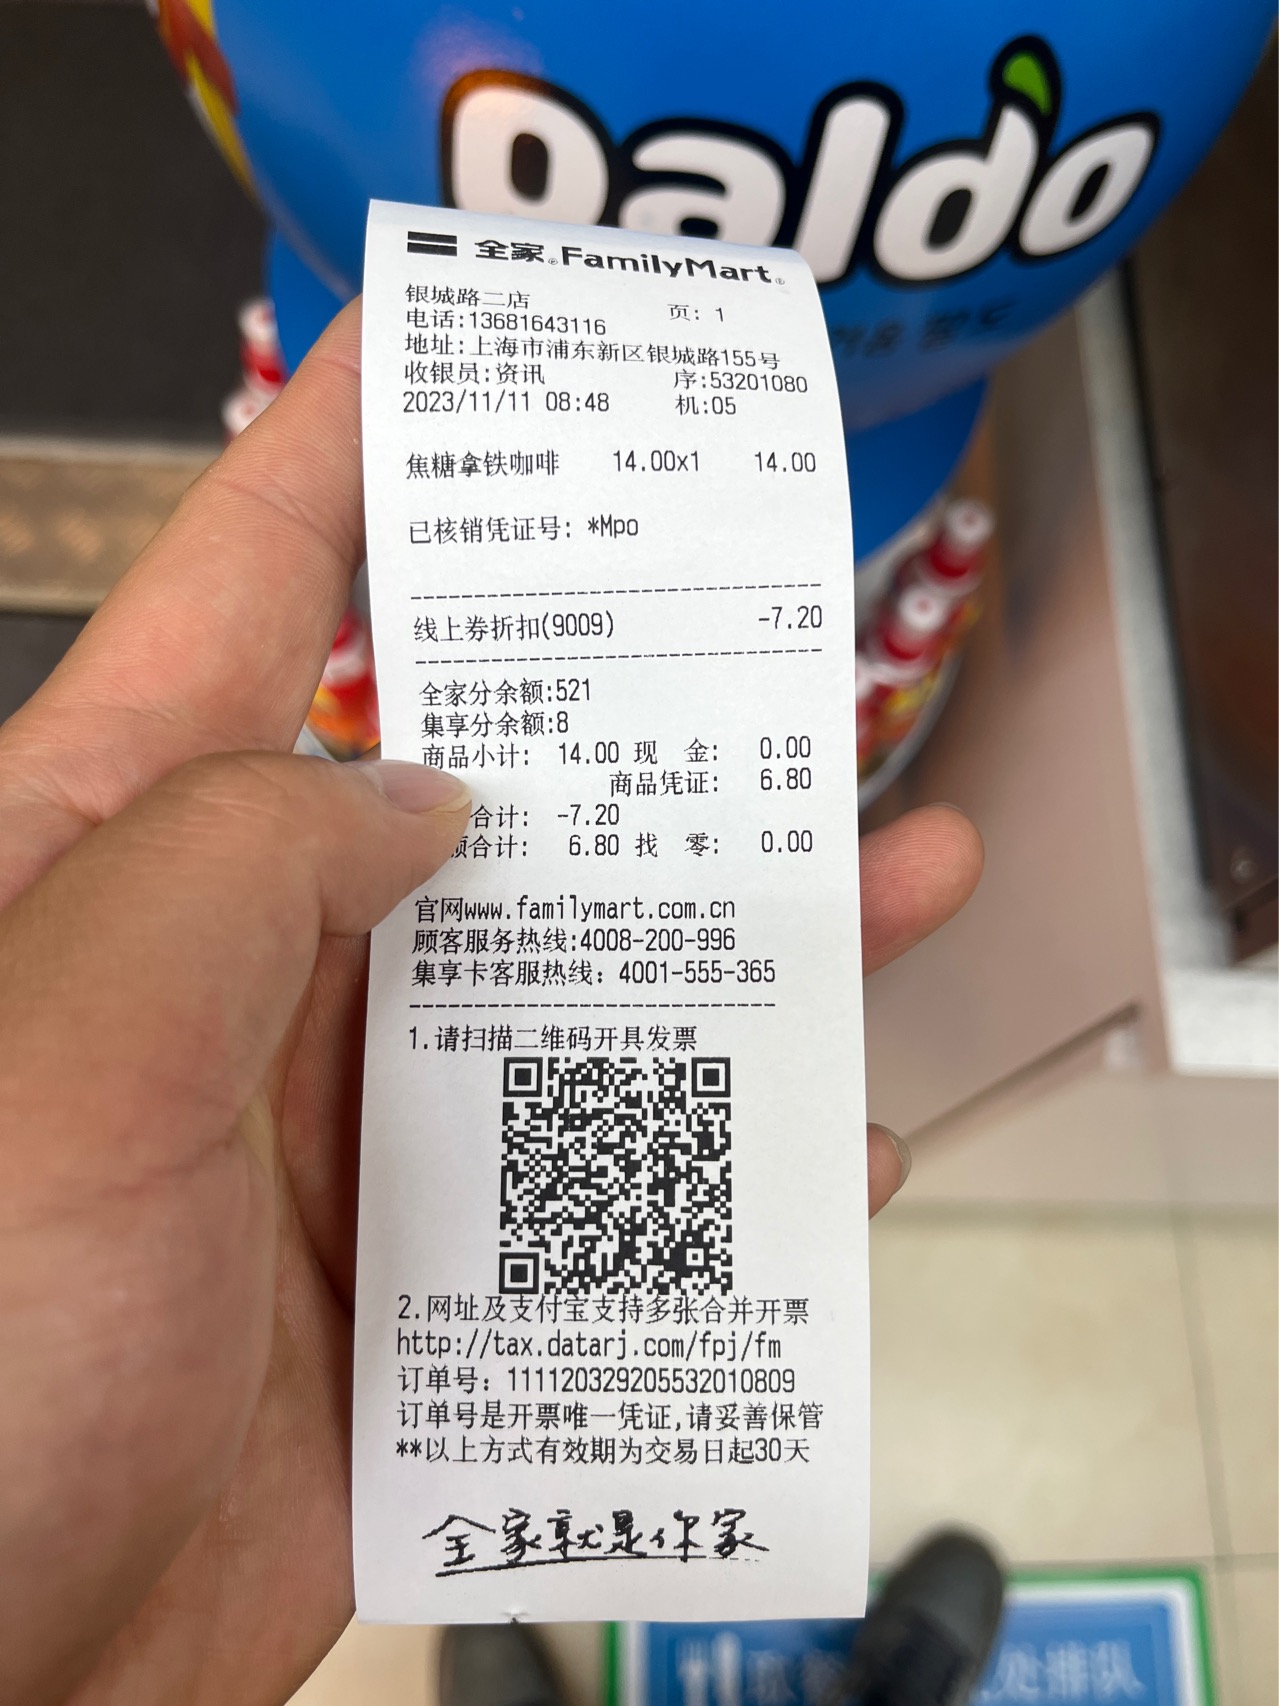 Paldo
全家 FamilyMart
银城路二店 页: 1
电话:13681643116
地址:上海市浦东新区银城路155号
收银员:资讯 序:53201080
2023/11/11 08:48 机:05
焦糖拿铁咖啡 14.00x1 14.00
已核销凭证号: *Mpo
线上券折扣(9009) -7.20
全家分余额:521
集享分余额:8
商品小计: 14.00 现 金: 0.00
商品凭证: 6.80
合计: -7.20
额合计: 6.80 找 零: 0.00
官网www.familymart.com.cn
顾客服务热线:4008-200-996
集享卡客服热线: 4001-555-365
1.请扫描二维码开具发票
2.网址及支付宝支持多张合并开票
http://tax.datarj.com/fpj/fm
订单号: 111120329205532010809
订单号是开票唯一凭证,请妥善保管
**以上方式有效期为交易日起30天
全家就是你家
处排队